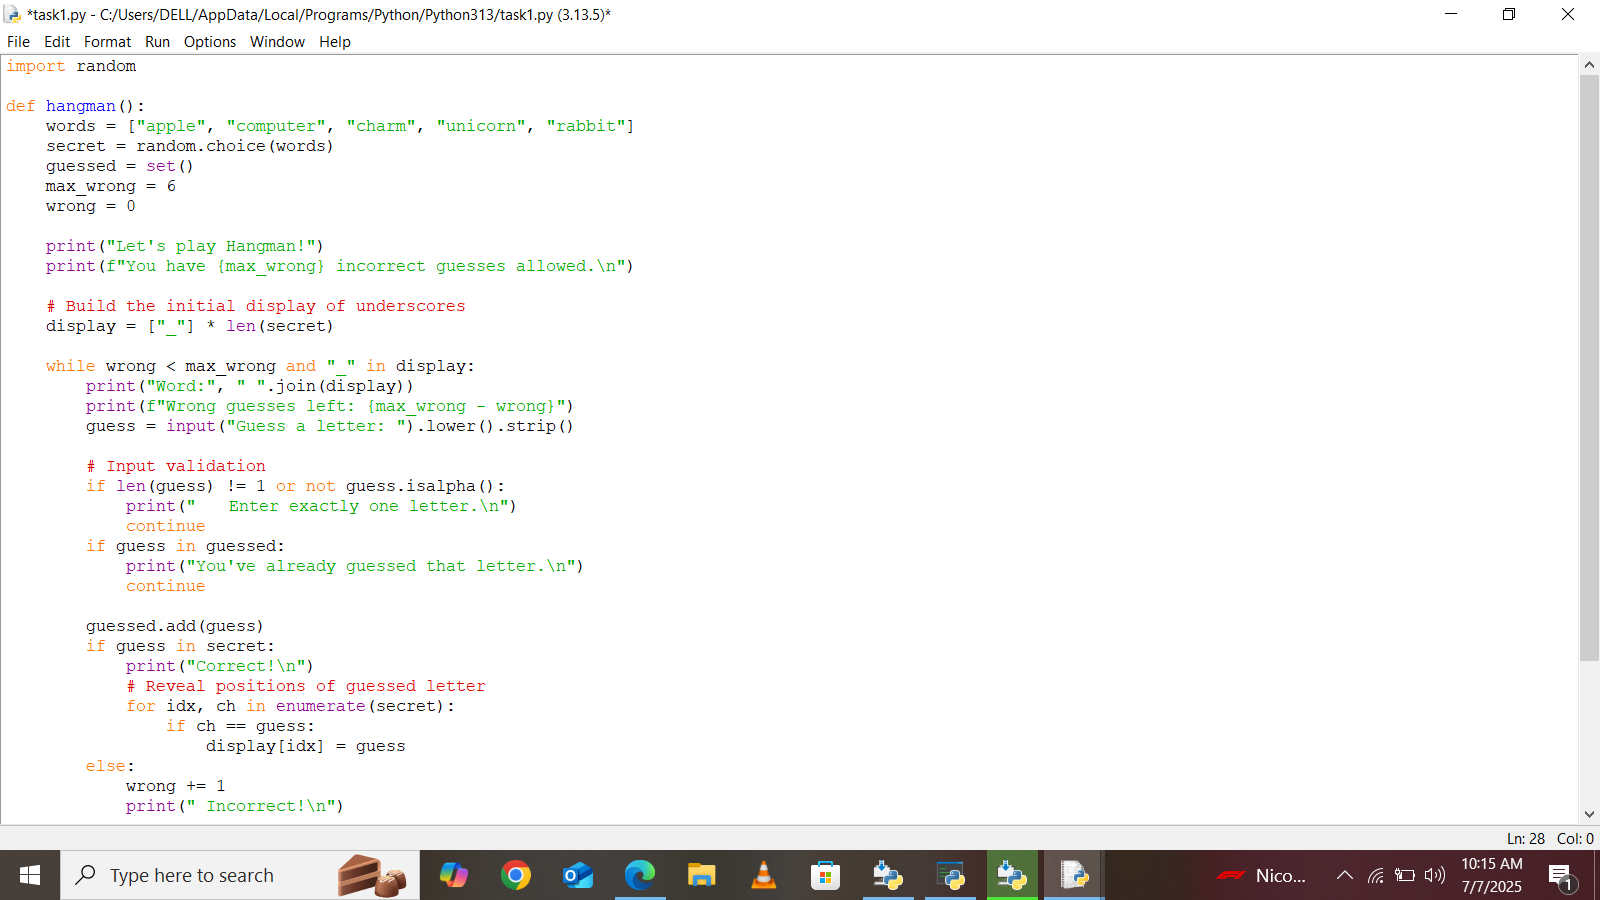 *task1.py - C:/Users/DELL/AppData/Local/Programs/Python/Python313/task1.py (3.13.5)*
File Edit Format Run Options Window Help
import random

def hangman():
    words = ["apple", "computer", "charm", "unicorn", "rabbit"]
    secret = random.choice(words)
    guessed = set()
    max_wrong = 6
    wrong = 0

    print("Let's play Hangman!")
    print(f"You have {max_wrong} incorrect guesses allowed.\n")

    # Build the initial display of underscores
    display = ["_"] * len(secret)

    while wrong < max_wrong and "_" in display:
        print("Word:", " ".join(display))
        print(f"Wrong guesses left: {max_wrong - wrong}")
        guess = input("Guess a letter: ").lower().strip()

        # Input validation
        if len(guess) != 1 or not guess.isalpha():
            print("   Enter exactly one letter.\n")
            continue
        if guess in guessed:
            print("You've already guessed that letter.\n")
            continue

        guessed.add(guess)
        if guess in secret:
            print("Correct!\n")
            # Reveal positions of guessed letter
            for idx, ch in enumerate(secret):
                if ch == guess:
                    display[idx] = guess
        else:
            wrong += 1
            print(" Incorrect!\n")
Ln: 28 Col: 0
Type here to search
Nico...
10:15 AM
7/7/2025
1